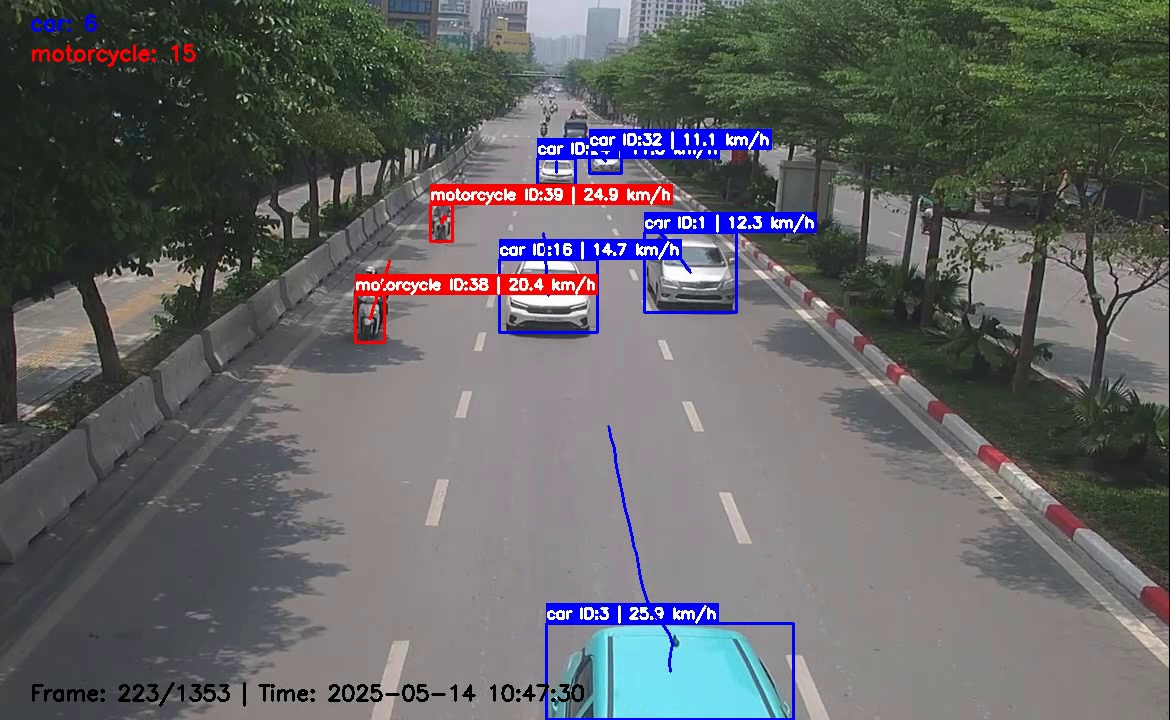 car: 6
motorcycle: 15
car ID:32 | 11.1 km/h
car ID:
motorcycle ID:39 | 24.9 km/h
car ID:1 | 12.3 km/h
car ID:16 | 14.7 km/h
motorcycle ID:38 | 20.4 km/h
car ID:3 | 25.9 km/h
Frame: 223/1353 | Time: 2025-05-14 10:47:30